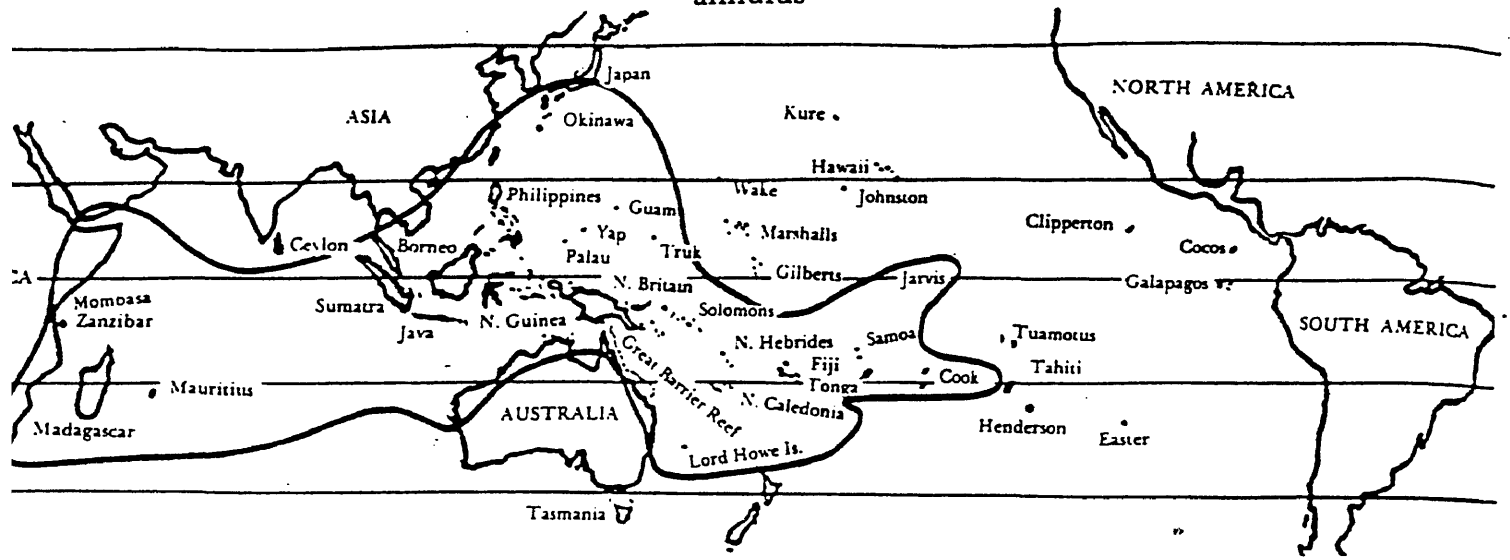 Japan
NORTH AMERICA
ASIA
Okinawa
Kure
Hawaii
Wake
Johnston
Philippines
Guam
Clipperton
Yap
Marshalls
Ceylon
Borneo
Palau
Truk
Cocos
Gilberts
Jarvis
CA
N. Britain
Galapagos
Mombasa
Zanzibar
Sumatra
Solomons
Java
N. Guinea
SOUTH AMERICA
Great Barrier Reef
N. Hebrides
Samoa
Tuamotus
Fiji
Tahiti
Mauritius
Tonga
Cook
N. Caledonia
AUSTRALIA
Madagascar
Henderson
Easter
Lord Howe Is.
Tasmania